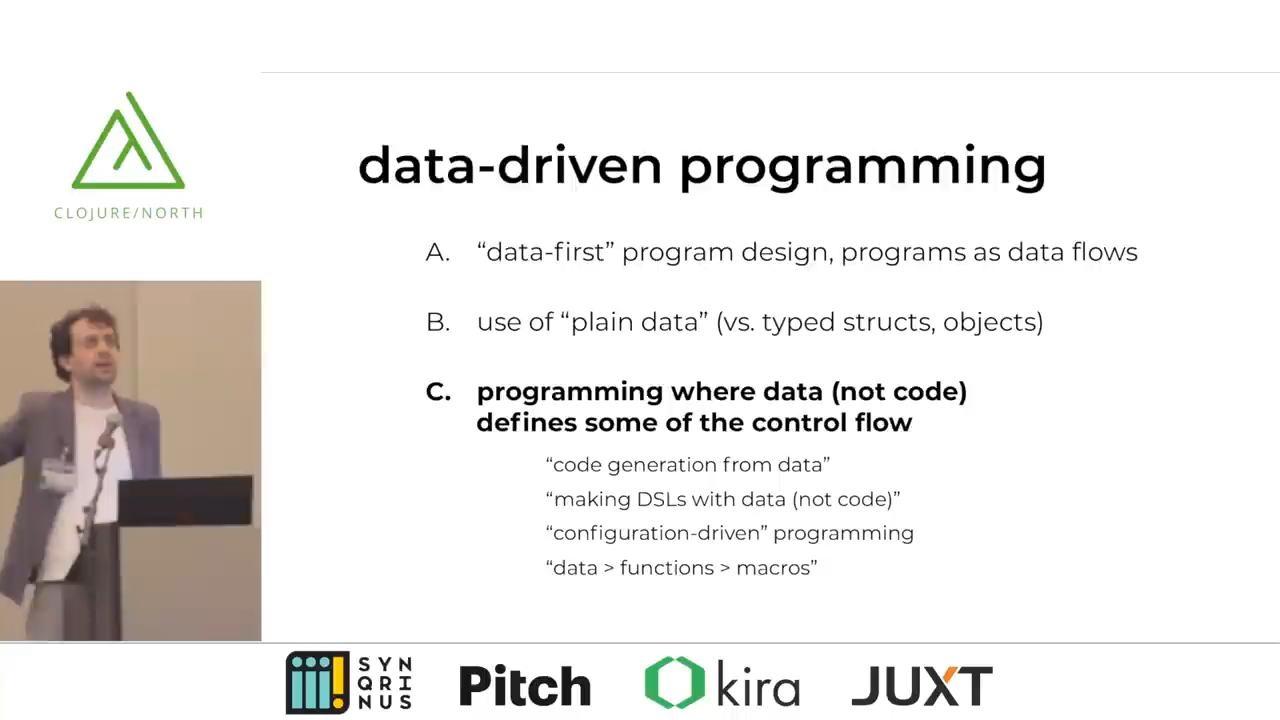 CLOJURE/NORTH
data-driven programming
A. “data-first” program design, programs as data flows
B. use of “plain data” (vs. typed structs, objects)
C. programming where data (not code)
defines some of the control flow
“code generation from data”
“making DSLs with data (not code)”
“configuration-driven” programming
“data > functions > macros”
SYN
QRI
NUS
Pitch
kira
JUXT